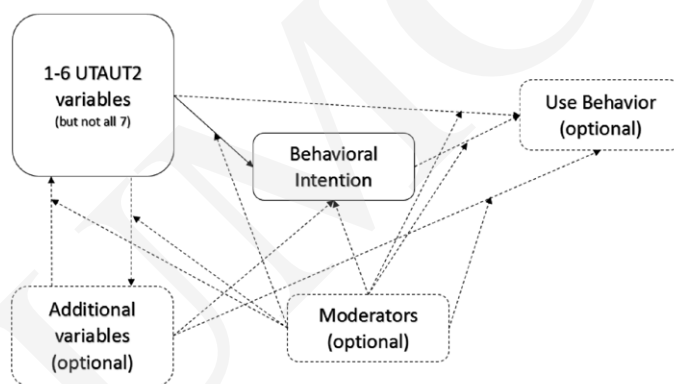 1-6 UTAUT2
variables
(but not all 7)
Use Behavior
(optional)
Behavioral
Intention
Additional
variables
(optional)
Moderators
(optional)